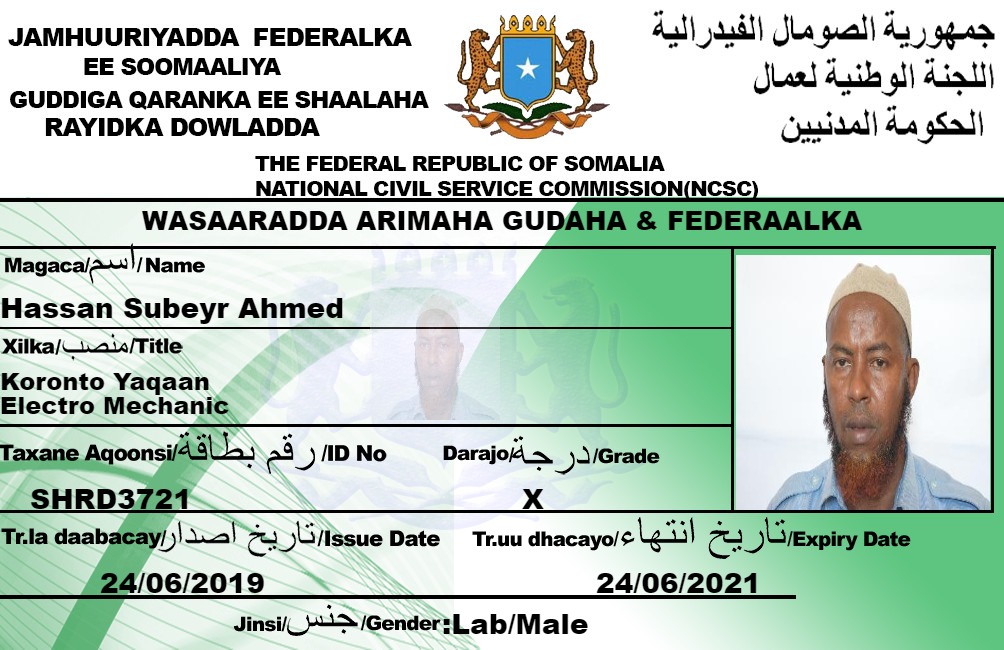 JAMHUURIYADDA FEDERALKA
EE SOOMAALIYA
GUDDIGA QARANKA EE SHAALAHA
RAYIDKA DOWLADDA
جمهورية الصومال الفيدرالية
اللجنة الوطنية لعمال
الحكومة المدنيين
THE FEDERAL REPUBLIC OF SOMALIA
NATIONAL CIVIL SERVICE COMMISSION(NCSC)
WASAARADDA ARIMAHA GUDAHA & FEDERAALKA
Magaca/اسم/Name
Hassan Subeyr Ahmed
Xilka/منصب/Title
Koronto Yaqaan
Electro Mechanic
Taxane Aqoonsi/رقم بطاقة/ID No
Darajo/درجة/Grade
SHRD3721
X
Tr.la daabacay/تاريخ اصدار/Issue Date
Tr.uu dhacayo/تاريخ انتهاء/Expiry Date
24/06/2019
24/06/2021
Jinsi/جنس/Gender:Lab/Male